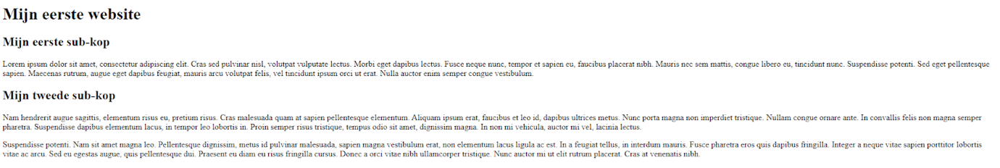 Mijn eerste website
Mijn eerste sub-kop
Lorem ipsum dolor sit amet, consectetur adipiscing elit. Cras sed pulvinar nisl, volutpat vulputate lectus. Morbi eget dapibus lectus. Fusce neque nunc, tempor et sapien eu, faucibus placerat nibh. Mauris nec sem mattis, congue libero eu, tincidunt nunc. Suspendisse potenti. Sed eget pellentesque
sapien. Maecenas rutrum, augue eget dapibus feugiat, mauris arcu volutpat felis, vel tincidunt ipsum orci ut erat. Nulla auctor enim semper congue vestibulum.
Mijn tweede sub-kop
Nam hendrerit augue sagittis, elementum risus eu, pretium risus. Cras malesuada quam at sapien pellentesque elementum. Aliquam ipsum erat, faucibus et leo id, dapibus ultrices metus. Nunc porta magna non imperdiet tristique. Nullam congue ornare ante. In convallis felis non magna semper
pharetra. Suspendisse dapibus elementum lacus, in tempor leo lobortis in. Proin semper risus tristique, tempus odio sit amet, dignissim magna. In non mi vehicula, auctor mi vel, lacinia lectus.
Suspendisse potenti. Nam sit amet magna leo. Pellentesque dignissim, metus id pulvinar malesuada, sapien magna vestibulum erat, non elementum lacus ligula ac est. In a feugiat tellus, in interdum mauris. Fusce pharetra eros quis dapibus fringilla. Integer a neque vitae sapien porttitor lobortis
vitae ac arcu. Sed eu egestas augue, quis pellentesque dui. Praesent eu diam eu risus fringilla cursus. Donec a orci vitae nibh ullamcorper tristique. Nunc auctor mi ut elit rutrum placerat. Cras at venenatis nibh.